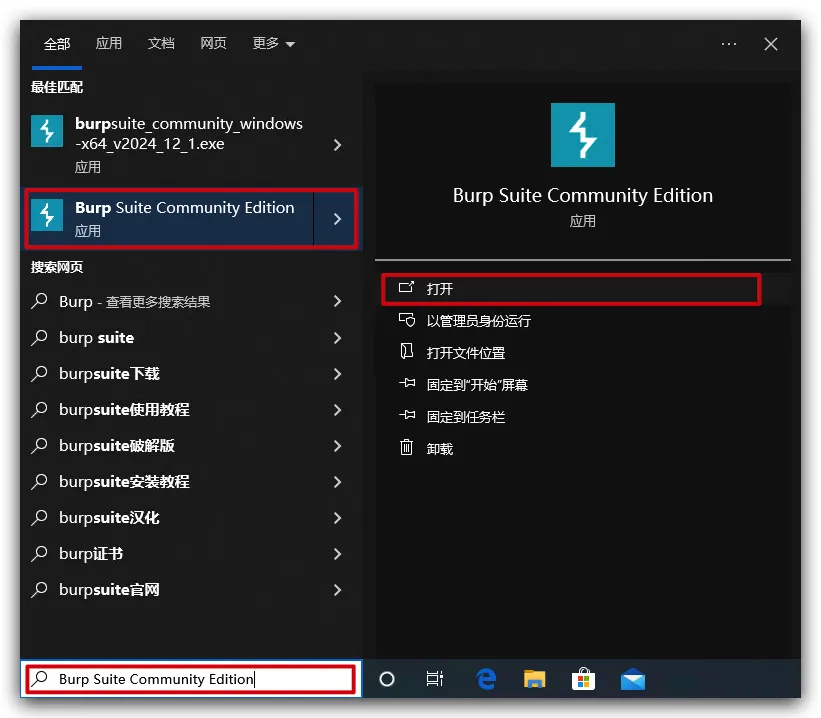 全部 应用 文档 网页 更多
最佳匹配
burpsuite_community_windows
-x64_v2024_12_1.exe
应用
Burp Suite Community Edition
应用
搜索网页
Burp - 查看更多搜索结果
burp suite
burpsuite下载
burpsuite使用教程
burpsuite破解版
burpsuite安装教程
burpsuite汉化
burp证书
burpsuite官网
Burp Suite Community Edition
应用
打开
以管理员身份运行
打开文件位置
固定到“开始”屏幕
固定到任务栏
卸载
Burp Suite Community Edition